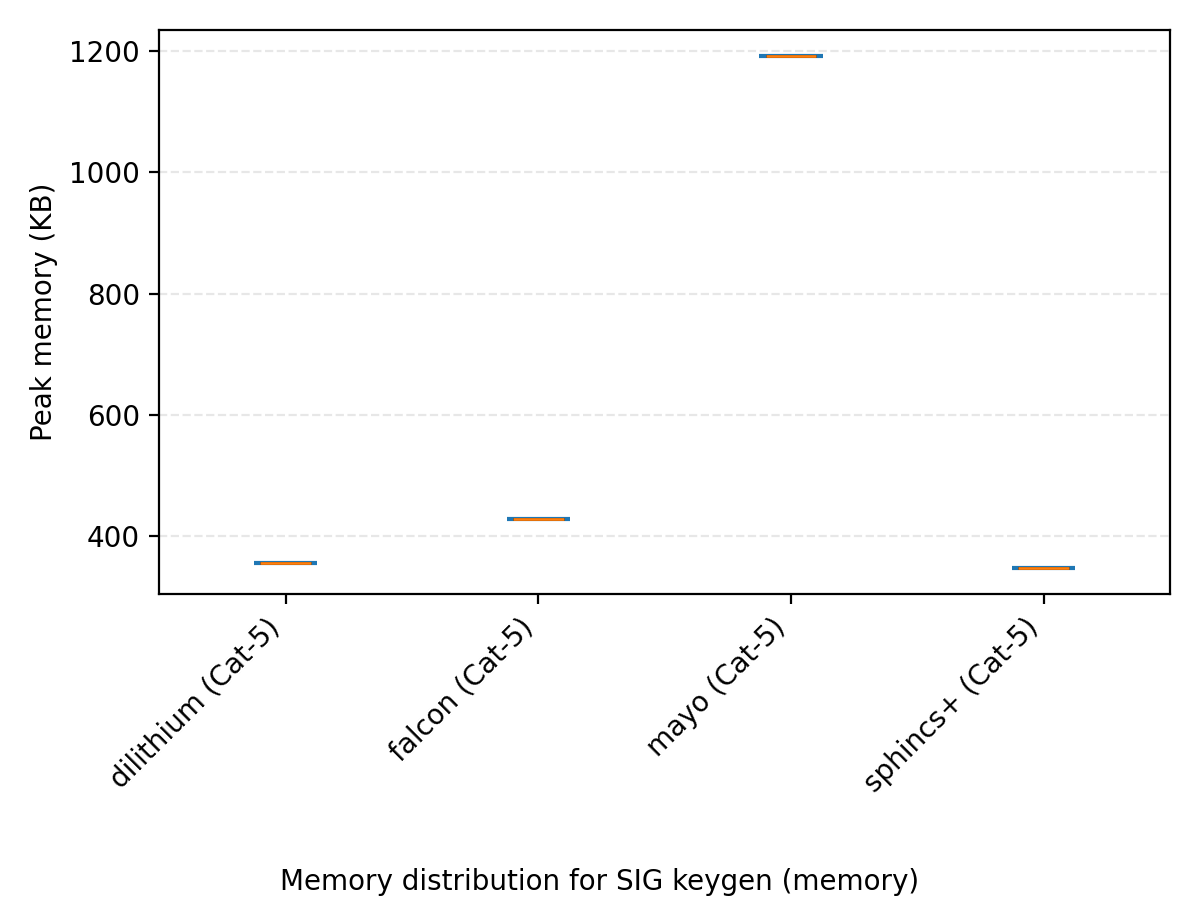 1200
1000
800
600
400
Peak memory (KB)
dilithium (Cat-5)
falcon (Cat-5)
mayo (Cat-5)
sphincs+ (Cat-5)
Memory distribution for SIG keygen (memory)